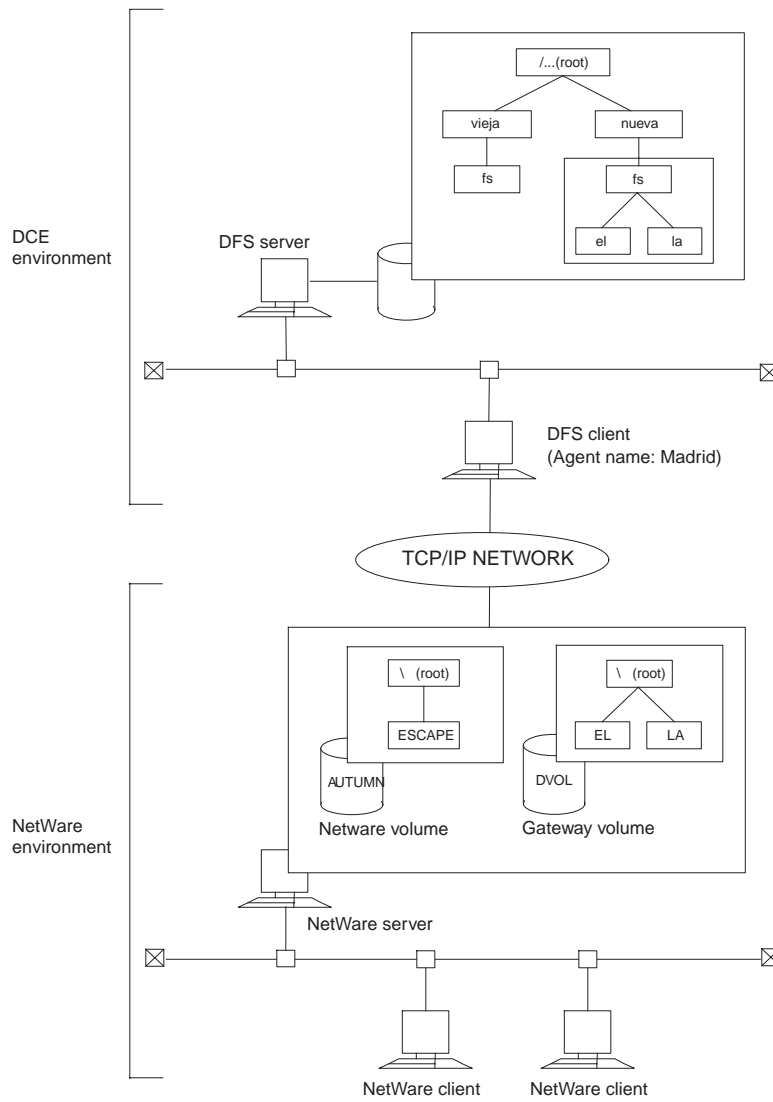 /...(root)
vieja
nueva
fs
fs
el
la
DCE
environment
DFS server
DFS client
(Agent name: Madrid)
TCP/IP NETWORK
\ (root)
\ (root)
ESCAPE
EL
LA
AUTUMN
DVOL
Netware volume
Gateway volume
NetWare
environment
NetWare server
NetWare client
NetWare client